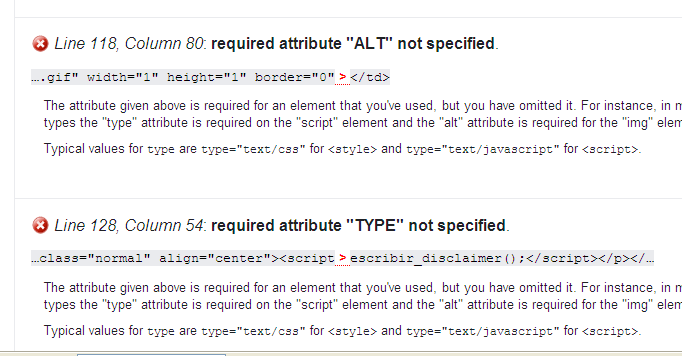 Line 118, Column 80: required attribute "ALT" not specified.
….gif" width="1" height="1" border="0">></td>
The attribute given above is required for an element that you've used, but you have omitted it. For instance, in
types the "type" attribute is required on the "script" element and the "alt" attribute is required for the "img"
Typical values for type are type="text/css" for <style> and type="text/javascript" for <script>.
Line 128, Column 54: required attribute "TYPE" not specified.
…class="normal" align="center"><script>escribir_disclaimer();</script></p></…
The attribute given above is required for an element that you've used, but you have omitted it. For instance, in
types the "type" attribute is required on the "script" element and the "alt" attribute is required for the "img"
Typical values for type are type="text/css" for <style> and type="text/javascript" for <script>.